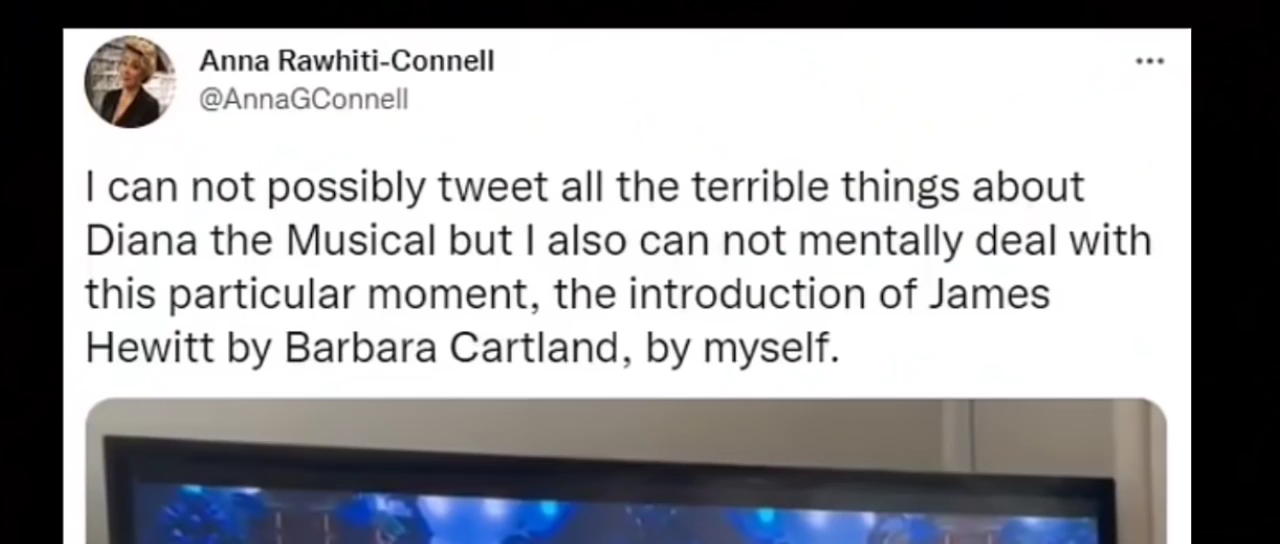 Anna Rawhiti-Connell
@AnnaGConnell
I can not possibly tweet all the terrible things about
Diana the Musical but I also can not mentally deal with
this particular moment, the introduction of James
Hewitt by Barbara Cartland, by myself.